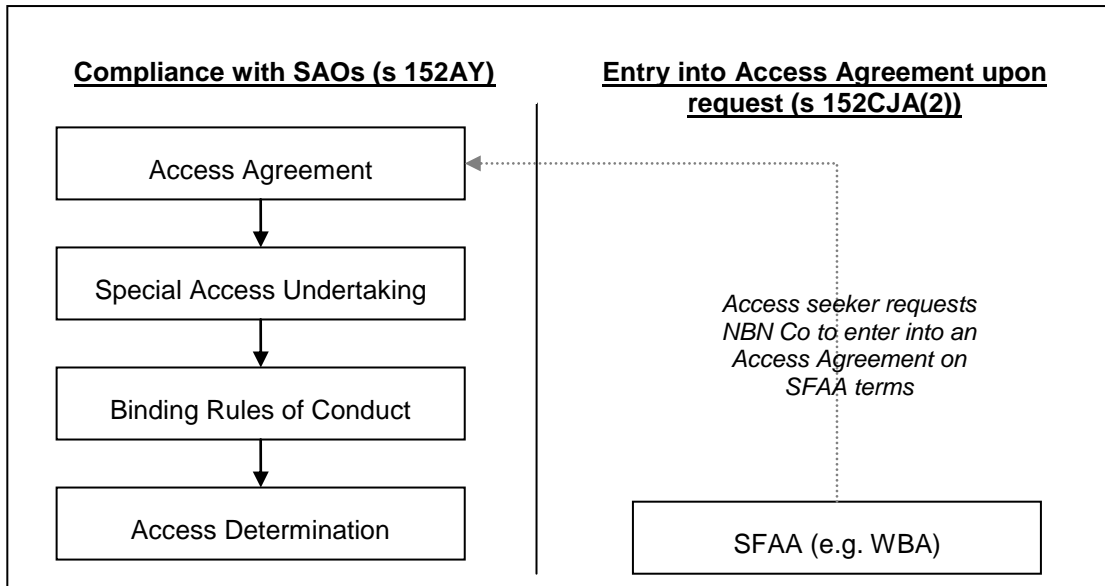 Compliance with SAOs (s 152AY)
Access Agreement
Special Access Undertaking
Binding Rules of Conduct
Access Determination
Entry into Access Agreement upon
request (s 152CJA(2))
Access seeker requests
NBN Co to enter into an
Access Agreement on
SFAA terms
SFAA (e.g. WBA)